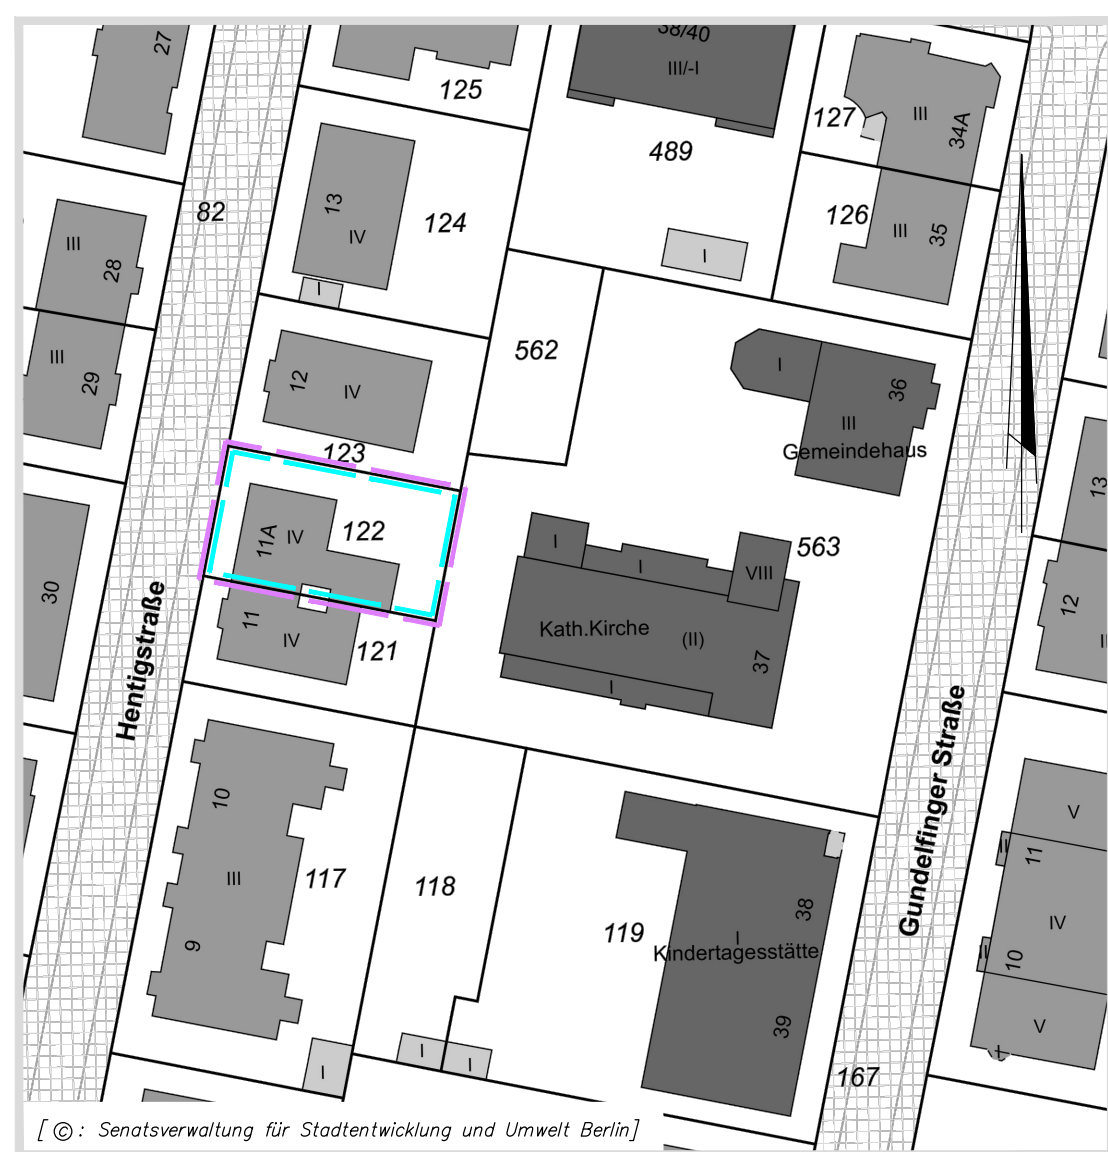 27
38/40
III/-I
125
127
III
34A
489
82
13
IV
124
126
III
35
III
28
I
I
562
III
29
12
IV
I
36
III
Gemeindehaus
123
13
11A
IV
122
I
I
VIII
563
30
12
11
IV
121
Kath.Kirche
(II)
37
I
Hentigstraße
Gundelfinger Straße
10
III
9
117
118
119
38
I
Kindertagesstätte
39
V
II
11
IV
II
10
V
I
I
I
I
167
[ ©: Senatsverwaltung für Stadtentwicklung und Umwelt Berlin]